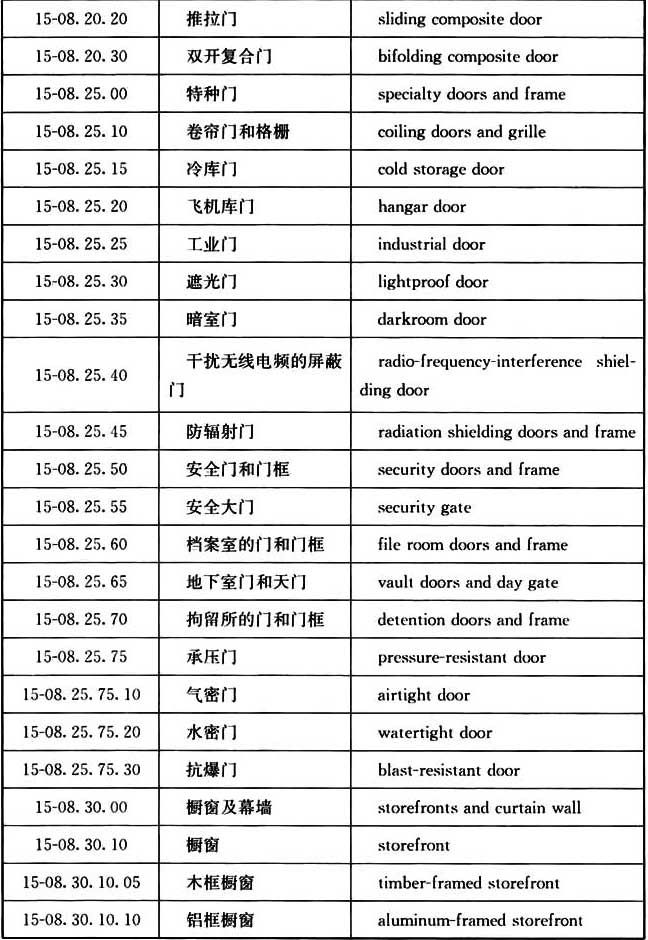 15-08.20.20 推拉门 sliding composite door
15-08.20.30 双开复合门 bifolding composite door
15-08.25.00 特种门 specialty doors and frame
15-08.25.10 卷帘门和格栅 coiling doors and grille
15-08.25.15 冷库门 cold storage door
15-08.25.20 飞机库门 hangar door
15-08.25.25 工业门 industrial door
15-08.25.30 遮光门 lightproof door
15-08.25.35 暗室门 darkroom door
15-08.25.40 干扰无线电频的屏蔽 radio-frequency-interference shiel-
门 ding door
15-08.25.45 防辐射门 radiation shielding doors and frame
15-08.25.50 安全门和门框 security doors and frame
15-08.25.55 安全大门 security gate
15-08.25.60 档案室的门和门框 file room doors and frame
15-08.25.65 地下室门和天门 vault doors and day gate
15-08.25.70 拘留所的门和门框 detention doors and frame
15-08.25.75 承压门 pressure-resistant door
15-08.25.75.10 气密门 airtight door
15-08.25.75.20 水密门 watertight door
15-08.25.75.30 抗爆门 blast-resistant door
15-08.30.00 橱窗及幕墙 storefronts and curtain wall
15-08.30.10 橱窗 storefront
15-08.30.10.05 木框橱窗 timber-framed storefront
15-08.30.10.10 铝框橱窗 aluminum-framed storefront